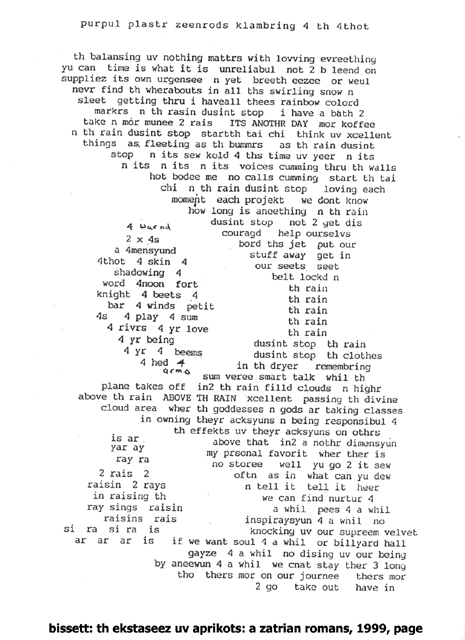 purpul plastr zeenrods klambring 4 th 4thot
th balansing uv nothing mattrs with lovving evreething
yu can time is what it is unreliabul not 2 b leend on
suppliez its own urgensee n yet breeth eezee or weul
nevr find th wherabouts in all ths swirling snow n
sleet getting thru i haveall thees rainbow colord
markrs n th rasin dusint stop i have a bath 2
take n mor munee 2 rais ITS ANOTHR DAY mor koffee
n th rain dusint stop startth tai chi think uv xcellent
things as fleeting as th bummrs as th rain dusint
stop n its sew kold 4 ths time uv yeer n its
n its n its n its voices cumming thru th walls
hot bodee me no calls cumming start th tai
chi n th rain dusint stop loving each
moment each projekt we dont know
how long is aneething n th rain
dusint stop not 2 yet dis
couragd help ourselvs
bord ths jet put our
stuff away get in
our seets seet
belt lockd n
th rain
th rain
th rain
th rain
th rain
dusint stop th rain
dusint stop th clothes
in th dryer remembring
4 warnd
2 x 4s
a 4mensyund
4thot 4 skin 4
shadowing 4
word 4noon fort
knight 4 beets 4
bar 4 winds petit
4s 4 play 4 sum
4 rivrs 4 yr love
4 yr being
4 yr 4 beems
4 hed 4
arms
sum veree smart talk whil th
plane takes off in2 th rain filld clouds n highr
above th rain ABOVE TH RAIN xcellent passing th divine
cloud area wher th goddesses n gods ar taking classes
in owning theyr acksyuns n being responsibul 4
th effekts uv theyr acksyuns on othrs
above that in2 a nothr dimensyun
my prsonal favorit wher ther is
no storee well yu go 2 it sew
oftn as in what can yu dew
n tell it tell it heer
we can find nurtur 4
a whil pees 4 a whil
inspiraysyun 4 a whil no
knocking uv our supreem velvet
is ar
yar ay
ray ra
2 rais 2
raisin 2 rays
in raising th
ray sings raisin
raisins rais
si ra si ra is
ar ar ar is if we want soul 4 a whil or billyard hall
gayze 4 a whil no dising uv our being
by aneewun 4 a whil we cnat stay ther 3 long
tho thers mor on our journee thers mor
2 go take out have in
bissett: th ekstaseez uv aprikots: a zatrian romans, 1999, page